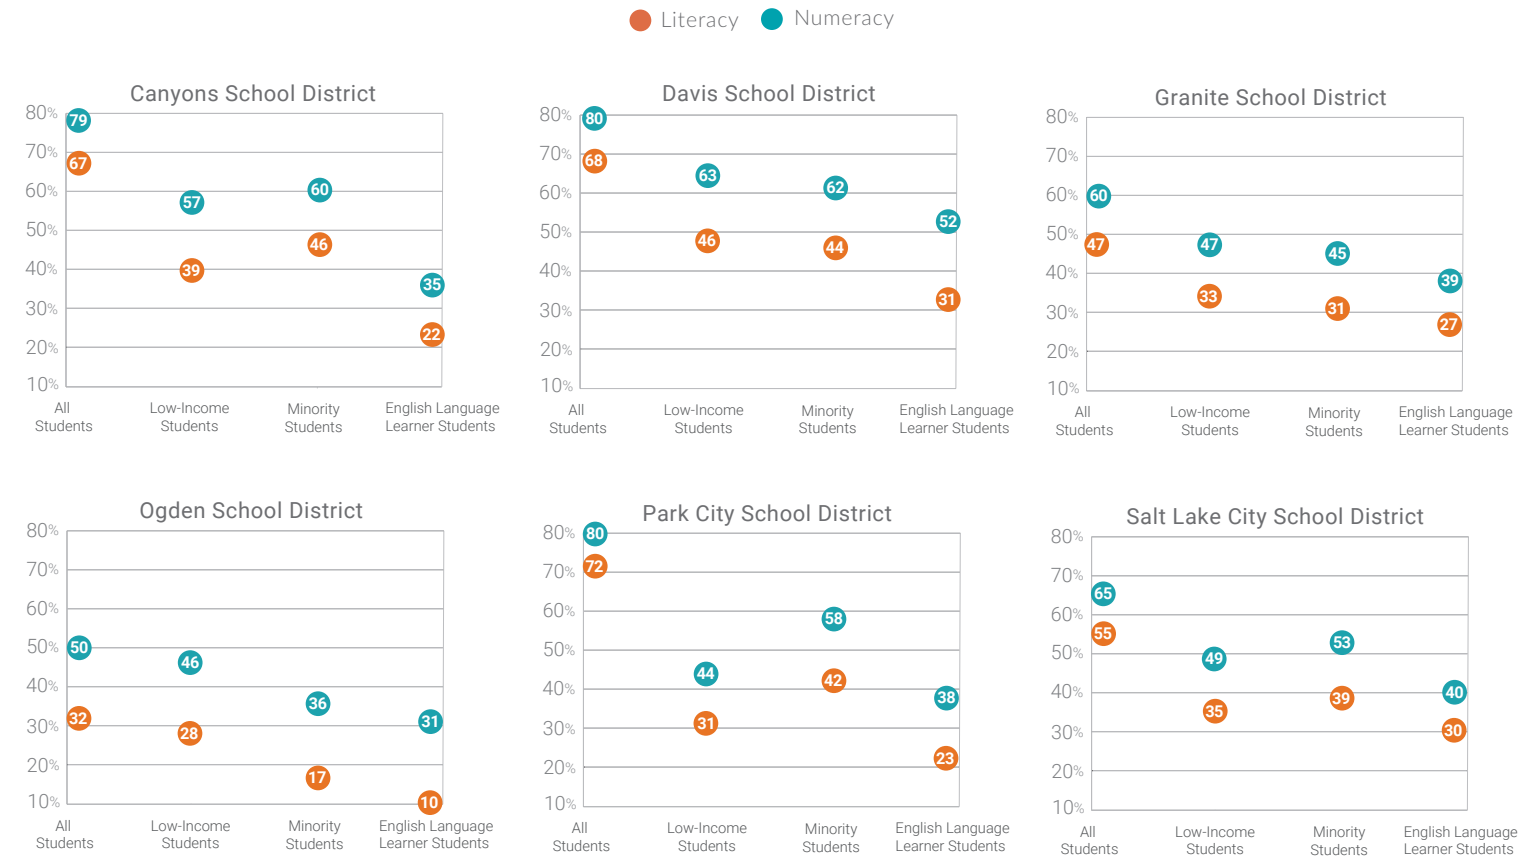 Literacy Numeracy
Canyons School District
80%
70%
60%
50%
40%
30%
20%
10%
79
67
57
39
60
46
35
22
All
Students
Low-Income
Students
Minority
Students
English Language
Learner Students
Davis School District
80%
70%
60%
50%
40%
30%
20%
10%
80
68
63
46
62
44
52
31
All
Students
Low-Income
Students
Minority
Students
English Language
Learner Students
Granite School District
80%
70%
60%
50%
40%
30%
20%
10%
60
47
47
33
45
31
39
27
All
Students
Low-Income
Students
Minority
Students
English Language
Learner Students
Ogden School District
80%
70%
60%
50%
40%
30%
20%
10%
50
32
46
28
36
17
31
10
All
Students
Low-Income
Students
Minority
Students
English Language
Learner Students
Park City School District
80%
70%
60%
50%
40%
30%
20%
10%
80
72
44
31
58
42
38
23
All
Students
Low-Income
Students
Minority
Students
English Language
Learner Students
Salt Lake City School District
80%
70%
60%
50%
40%
30%
20%
10%
65
55
49
35
53
39
40
30
All
Students
Low-Income
Students
Minority
Students
English Language
Learner Students